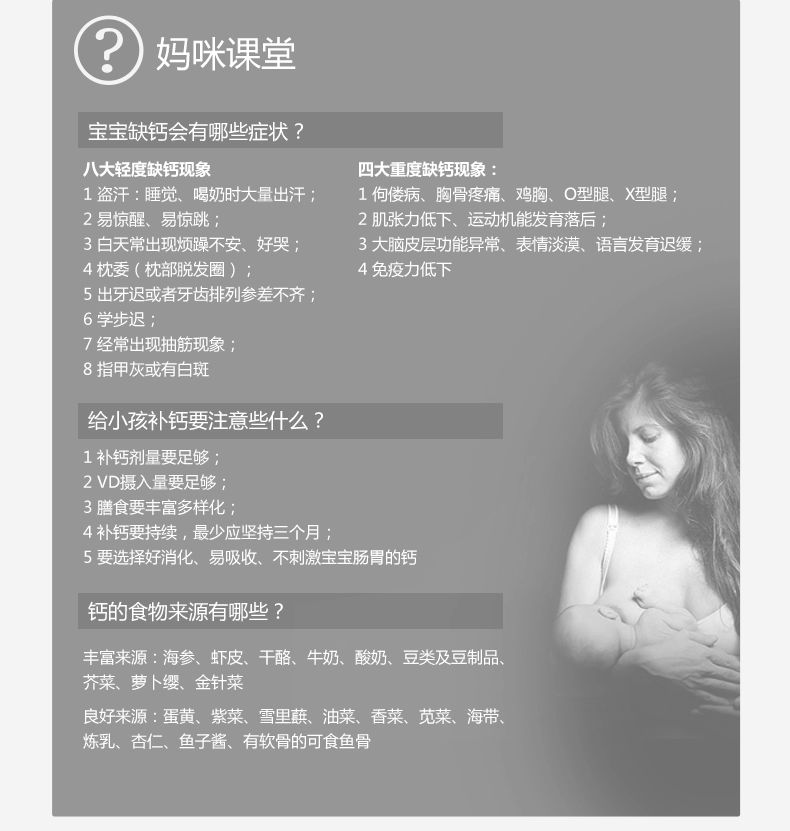 ?
妈咪课堂
宝宝缺钙会有哪些症状？
八大轻度缺钙现象
1 盗汗：睡觉、喝奶时大量出汗；
2 易惊醒、易惊跳；
3 白天常出现烦躁不安、好哭；
4 枕委（枕部脱发圈）；
5 出牙迟或者牙齿排列参差不齐；
6 学步迟；
7 经常出现抽筋现象；
8 指甲灰或有白斑
四大重度缺钙现象：
1 佝偻病、胸骨疼痛、鸡胸、O型腿、X型腿；
2 肌张力低下、运动机能发育落后；
3 大脑皮层功能异常、表情淡漠、语言发育迟缓；
4 免疫力低下
给小孩补钙要注意些什么？
1 补钙剂量要足够；
2 VD摄入量要足够；
3 膳食要丰富多样化；
4 补钙要持续，最少应坚持三个月；
5 要选择好消化、易吸收、不刺激宝宝肠胃的钙
钙的食物来源有哪些？
丰富来源：海参、虾皮、干酪、牛奶、酸奶、豆类及豆制品、
芥菜、萝卜缨、金针菜
良好来源：蛋黄、紫菜、雪里蕻、油菜、香菜、苋菜、海带、
炼乳、杏仁、鱼子酱、有软骨的可食鱼骨